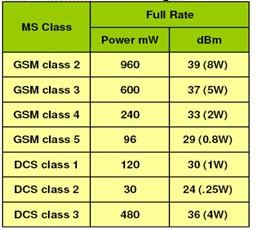 MS Class Full Rate
Power mW dBm
GSM class 2 960 39 (8W)
GSM class 3 600 37 (5W)
GSM class 4 240 33 (2W)
GSM class 5 96 29 (0.8W)
DCS class 1 120 30 (1W)
DCS class 2 30 24 (.25W)
DCS class 3 480 36 (4W)